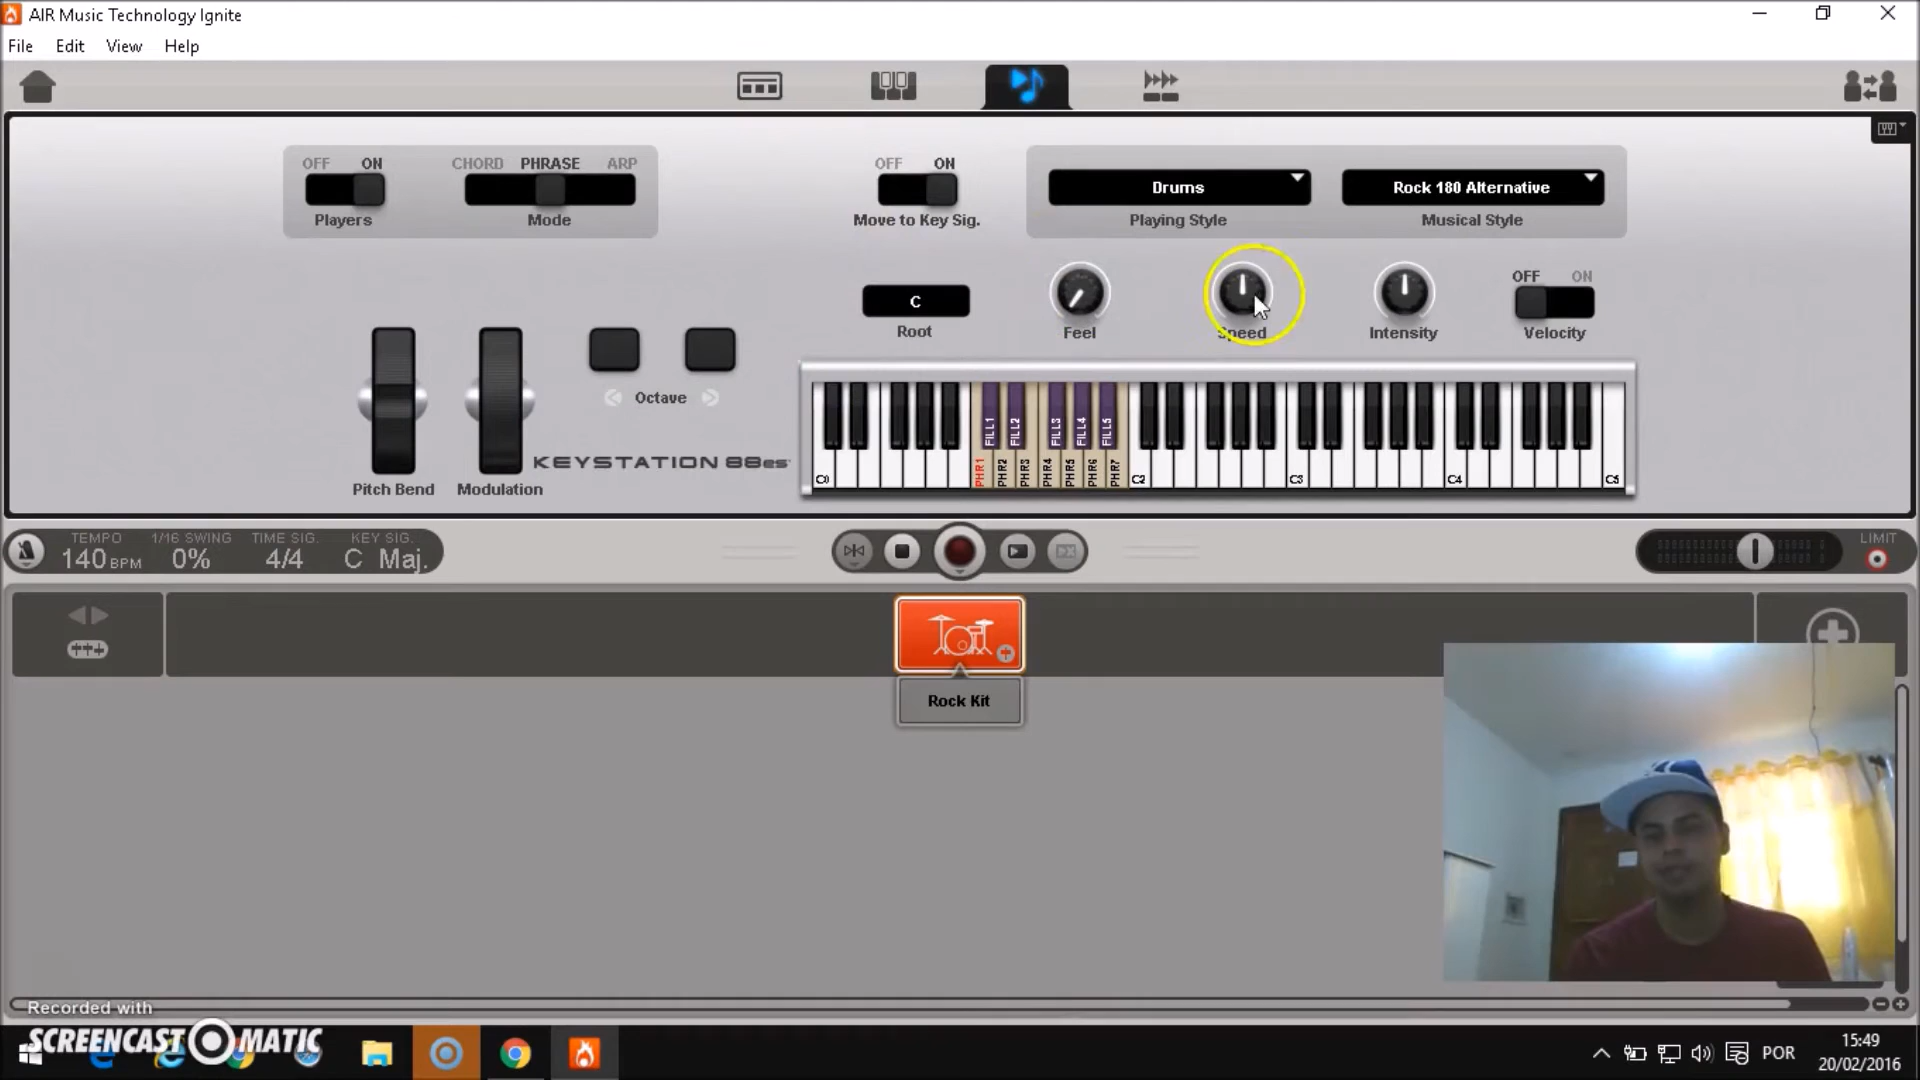 AIR Music Technology Ignite
File Edit View Help
OFF ON
Players
CHORD PHRASE ARP
Mode
OFF ON
Move to Key Sig.
Drums
Playing Style
Rock 180 Alternative
Musical Style
C
Root
Feel
Speed
Intensity
OFF ON
Velocity
Octave
KEYSTATION 88es
Pitch Bend
Modulation
FILL1 FILL2 FILL3 FILL4 FILL5
PHR1 PHR2 PHR3 PHR4 PHR5 PHR6 PHR7
C0 C2 C3 C4 C5
TEMPO 1/16 SWING TIME SIG. KEY SIG.
140 BPM 0% 4/4 C Maj.
LIMIT
Rock Kit
Recorded with
SCREENCAST MATIC
POR
15:49
20/02/2016